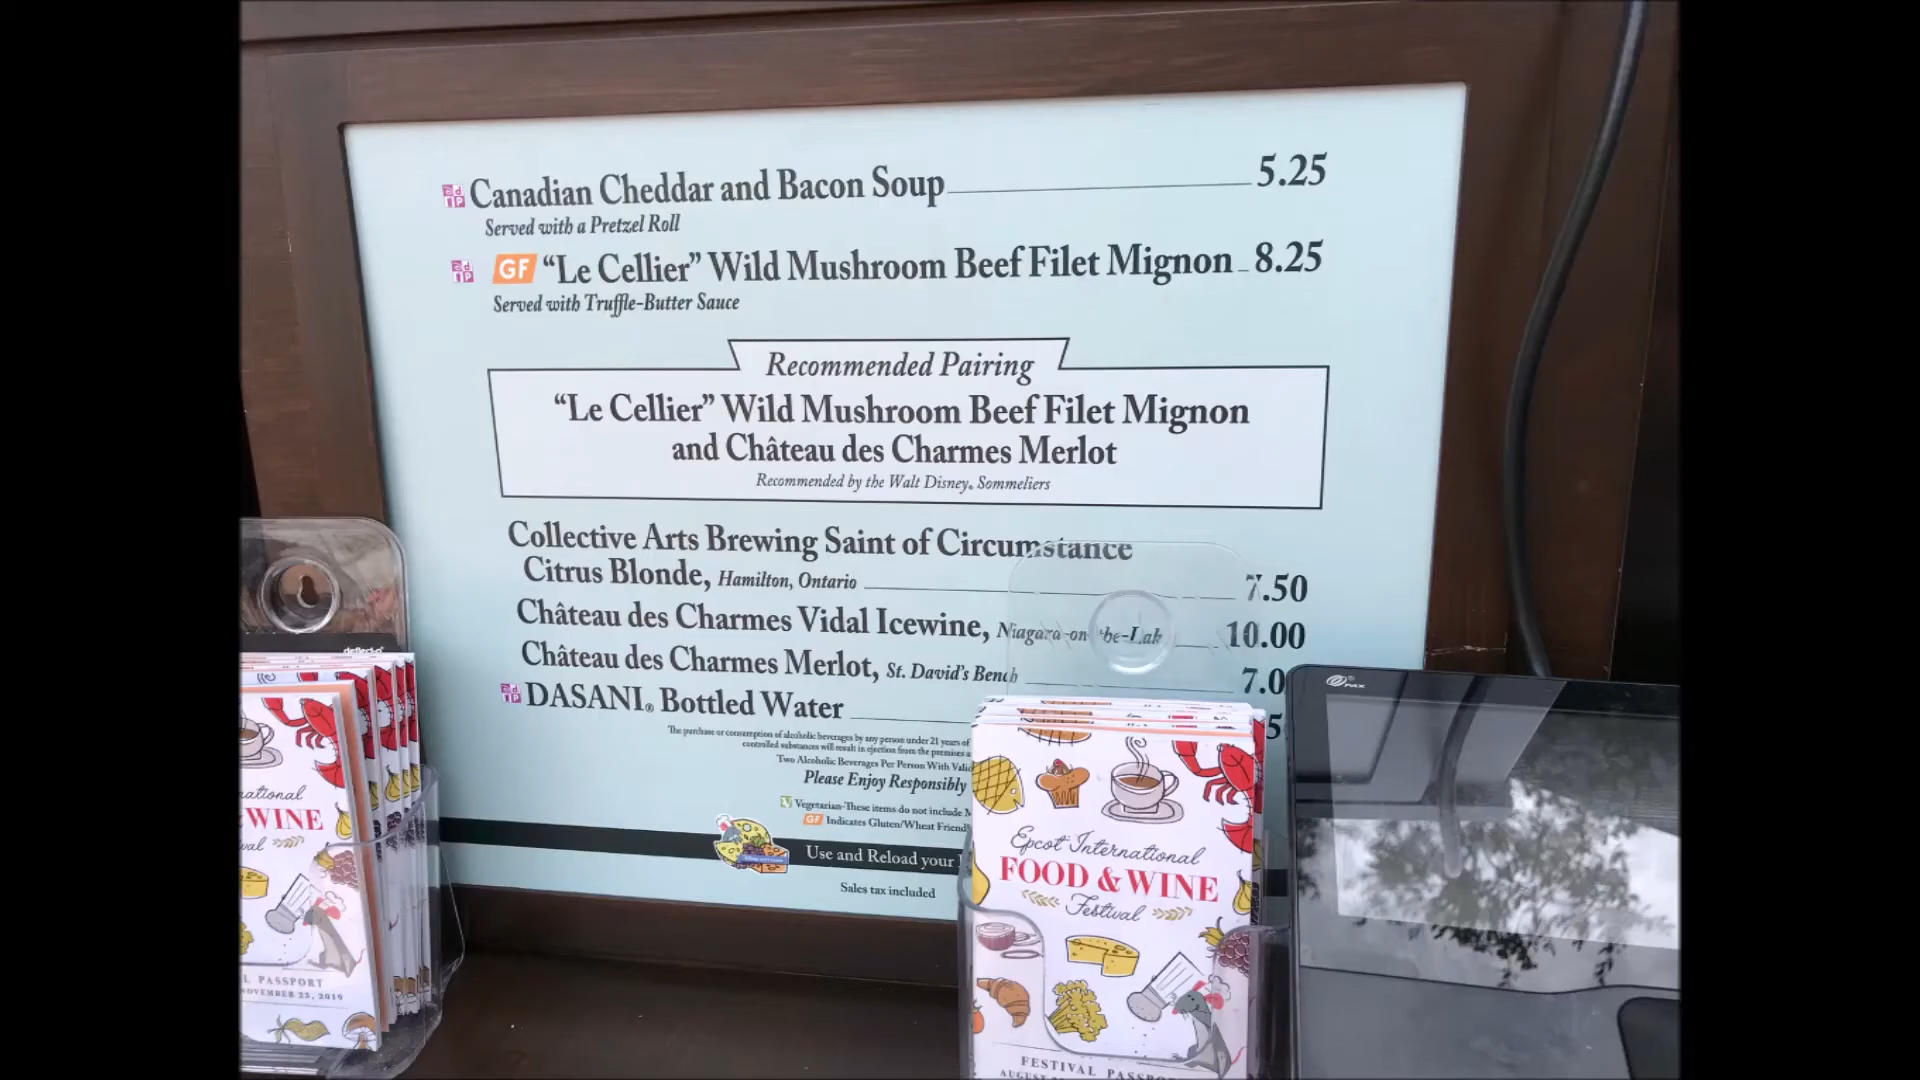 Canadian Cheddar and Bacon Soup 5.25
Served with a Pretzel Roll
GF "Le Cellier" Wild Mushroom Beef Filet Mignon 8.25
Served with Truffle-Butter Sauce
Recommended Pairing
"Le Cellier" Wild Mushroom Beef Filet Mignon
and Château des Charmes Merlot
Recommended by the Walt Disney® Sommeliers
Collective Arts Brewing Saint of Circumstance
Citrus Blonde, Hamilton, Ontario 7.50
Château des Charmes Vidal Icewine, Niagara-on-the-Lak 10.00
Château des Charmes Merlot, St. David's Bench 7.0
DASANI® Bottled Water
The purchase or consumption of alcoholic beverages by any person under 21 years of
controlled substances will result in ejection from the premises
Two Alcoholic Beverages Per Person With Valid
Please Enjoy Responsibly
V Vegetarian-These items do not include
GF Indicates Gluten/Wheat Friend
Use and Reload your
Sales tax included
deflect-o
WINE
L PASSPORT
NOVEMBER 23, 2019
Epcot International
FOOD & WINE
Festival
FESTIVAL PASSPO
PAX